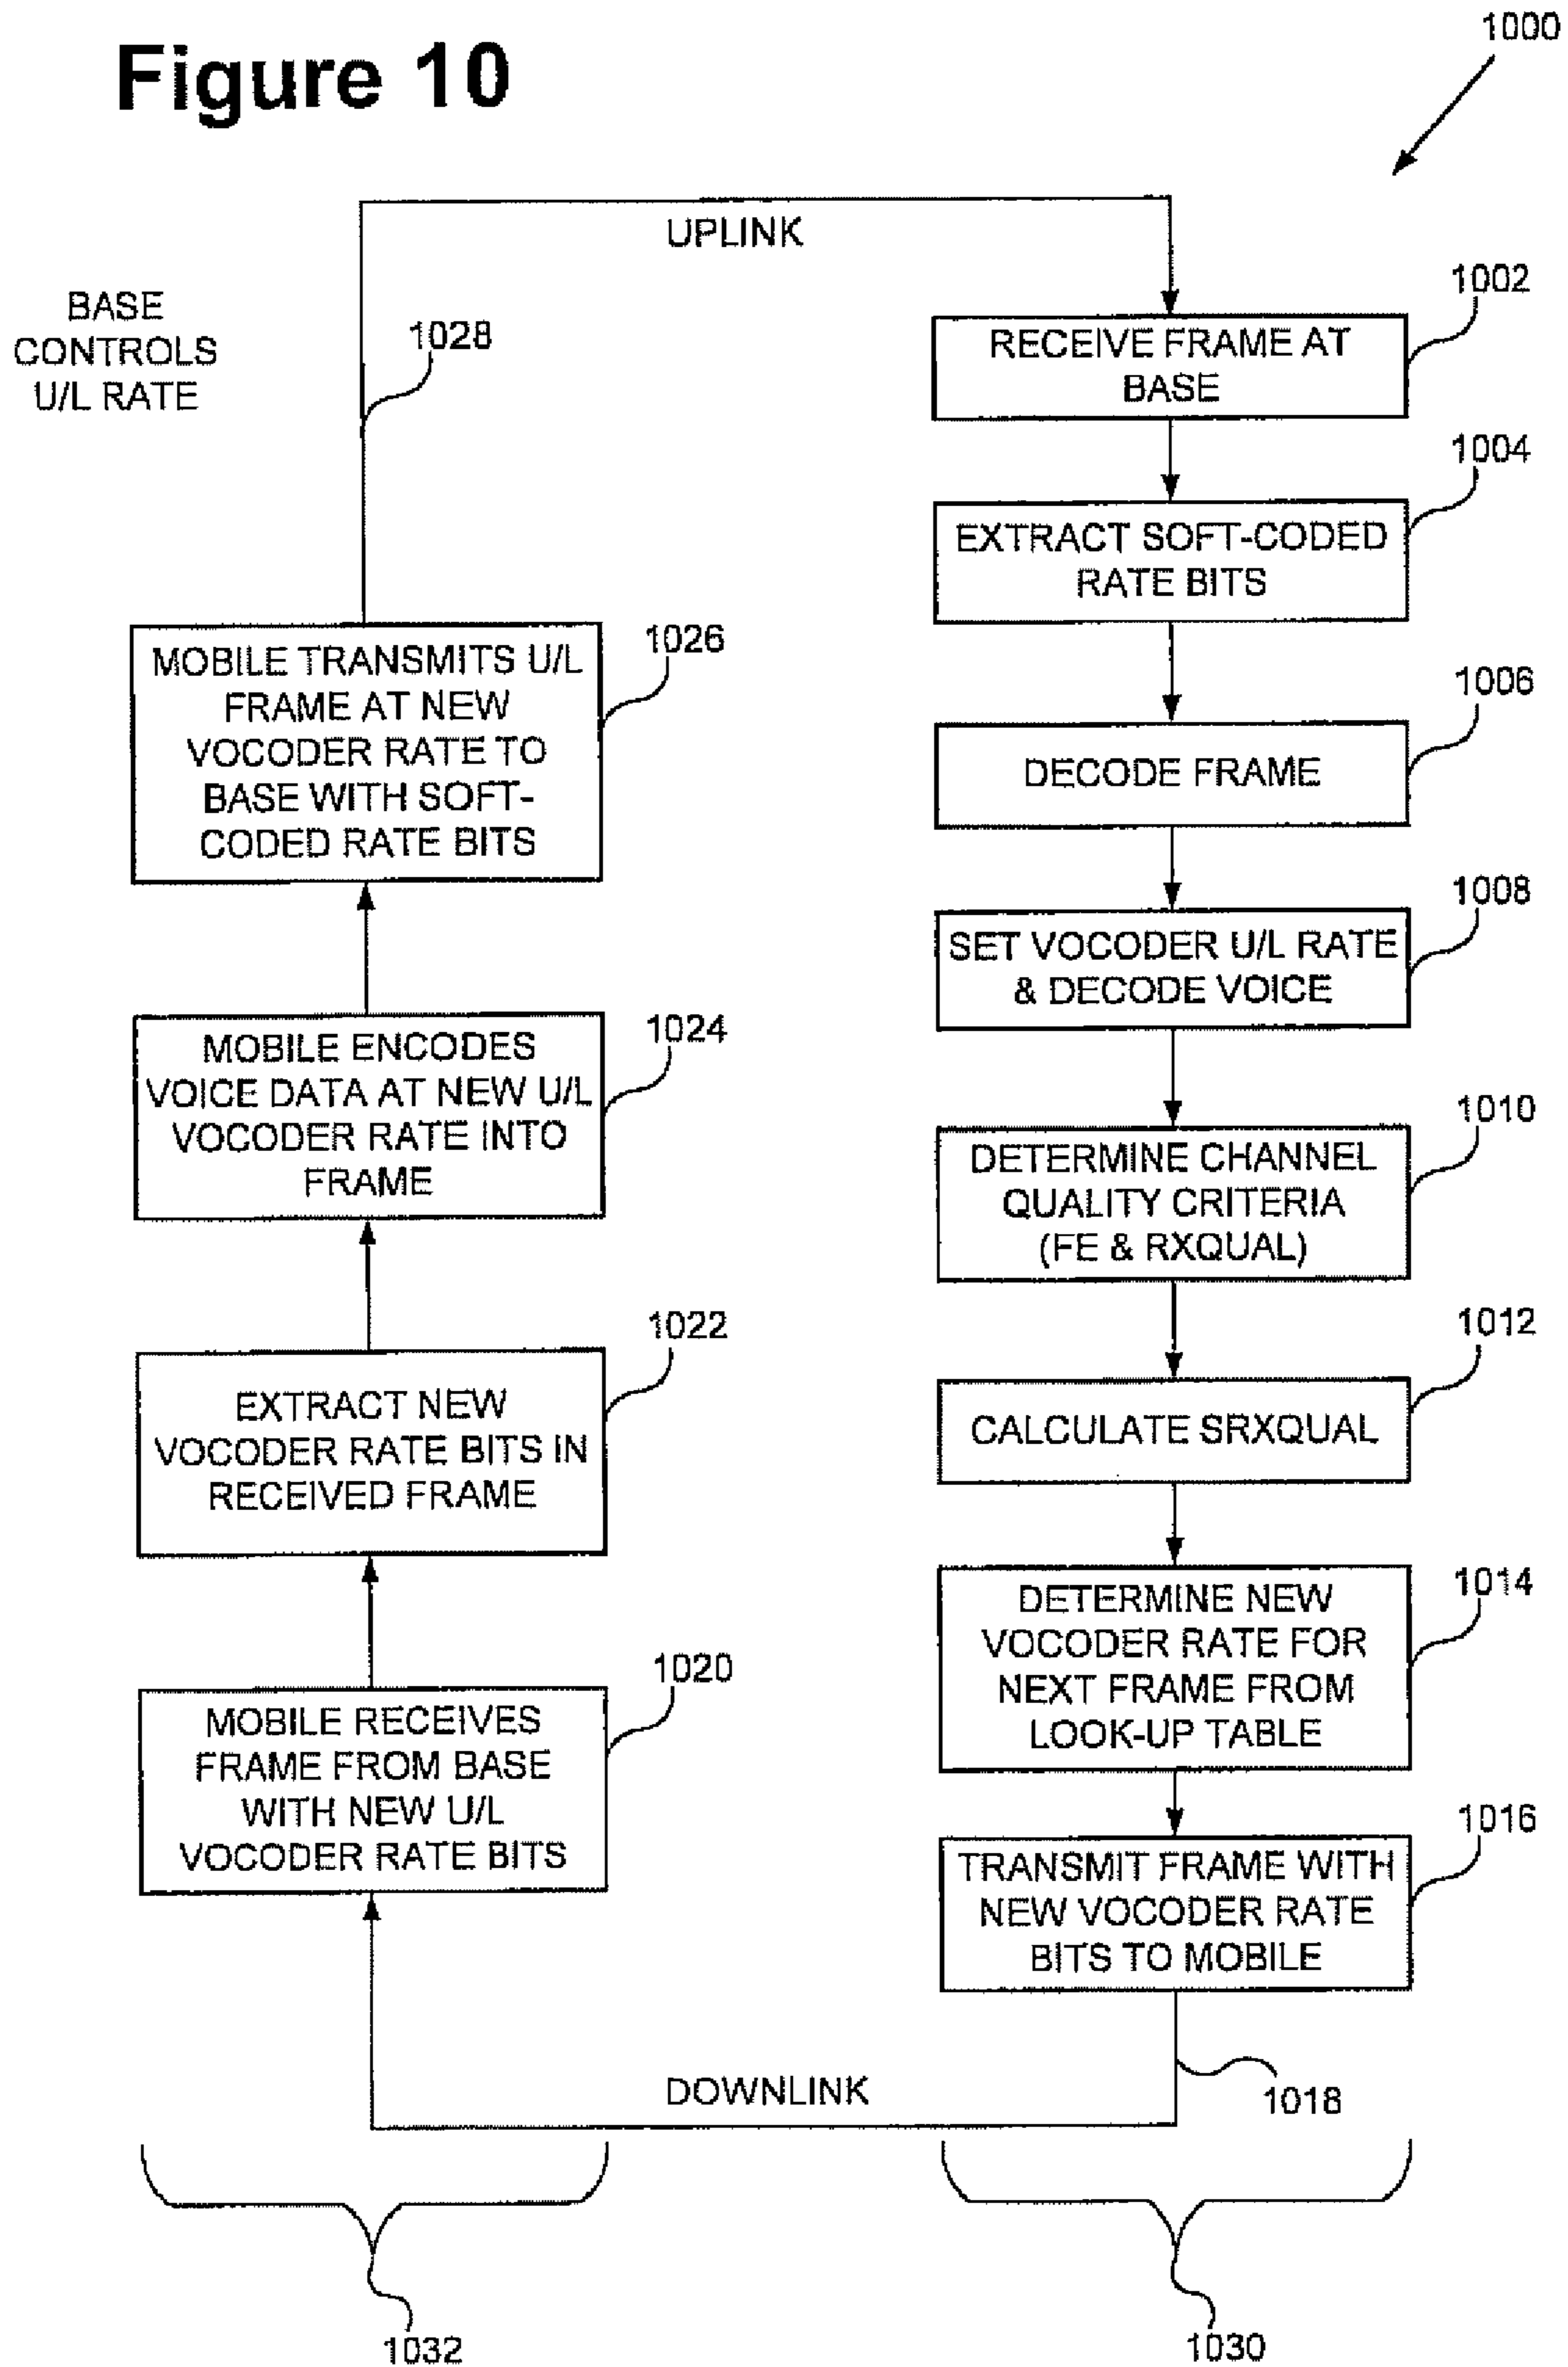 Figure 10
1000
UPLINK
BASE
CONTROLS
U/L RATE
1028
1002
RECEIVE FRAME AT
BASE
1004
EXTRACT SOFT-CODED
RATE BITS
1006
DECODE FRAME
1008
SET VOCODER U/L RATE
& DECODE VOICE
1010
DETERMINE CHANNEL
QUALITY CRITERIA
(FE & RXQUAL)
1012
CALCULATE SRXQUAL
1014
DETERMINE NEW
VOCODER RATE FOR
NEXT FRAME FROM
LOOK-UP TABLE
1016
TRANSMIT FRAME WITH
NEW VOCODER RATE
BITS TO MOBILE
1018
DOWNLINK
1020
MOBILE RECEIVES
FRAME FROM BASE
WITH NEW U/L
VOCODER RATE BITS
1022
EXTRACT NEW
VOCODER RATE BITS IN
RECEIVED FRAME
1024
MOBILE ENCODES
VOICE DATA AT NEW U/L
VOCODER RATE INTO
FRAME
1026
MOBILE TRANSMITS U/L
FRAME AT NEW
VOCODER RATE TO
BASE WITH SOFT-
CODED RATE BITS
1032
1030